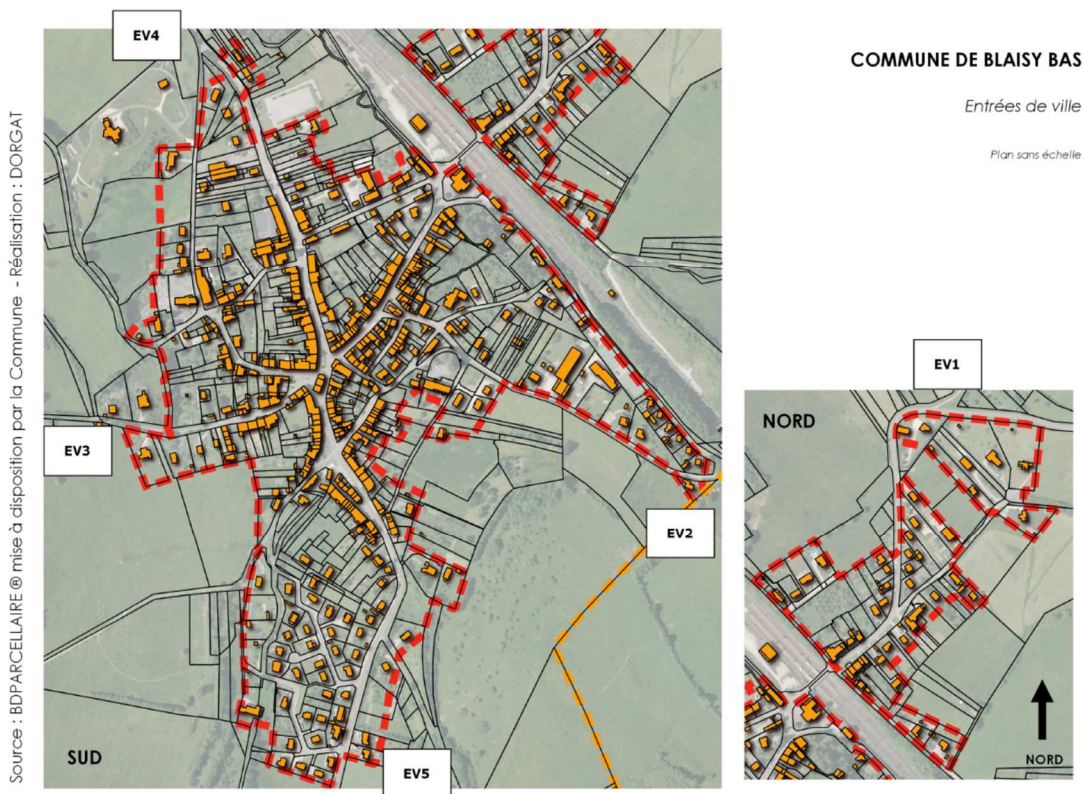 EV4
COMMUNE DE BLAISY BAS
Entrées de ville
Plan sans échelle
Source : BDPARCELLAIRE ® mise à disposition par la Commune - Réalisation : DORGAT
EV1
NORD
EV3
EV2
SUD
EV5
NORD